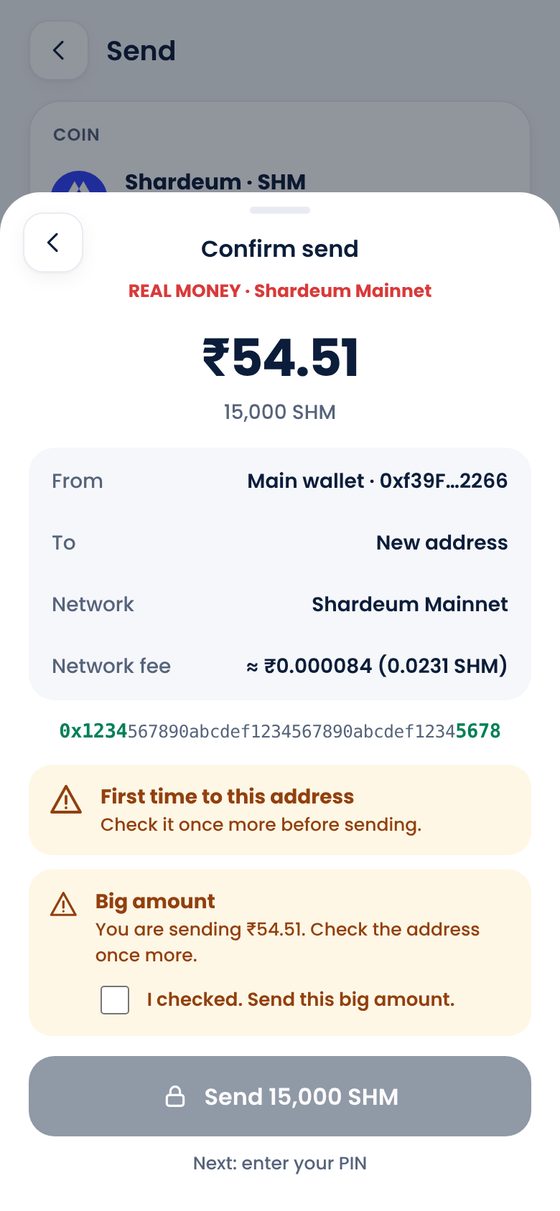 Send
COIN
Shardeum · SHM
Confirm send
REAL MONEY · Shardeum Mainnet
₹54.51
15,000 SHM
From Main wallet · 0xf39F…2266
To New address
Network Shardeum Mainnet
Network fee ≈ ₹0.000084 (0.0231 SHM)
0x1234567890abcdef1234567890abcdef12345678
First time to this address
Check it once more before sending.
Big amount
You are sending ₹54.51. Check the address
once more.
I checked. Send this big amount.
Send 15,000 SHM
Next: enter your PIN